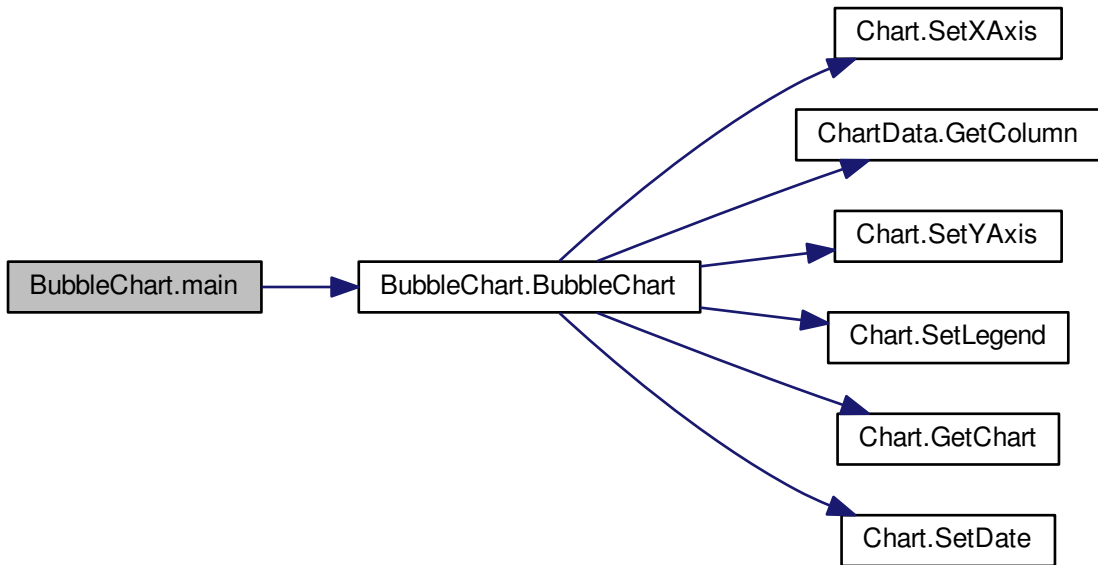 Chart.SetXAxis
ChartData.GetColumn
Chart.SetYAxis
BubbleChart.main
BubbleChart.BubbleChart
Chart.SetLegend
Chart.GetChart
Chart.SetDate